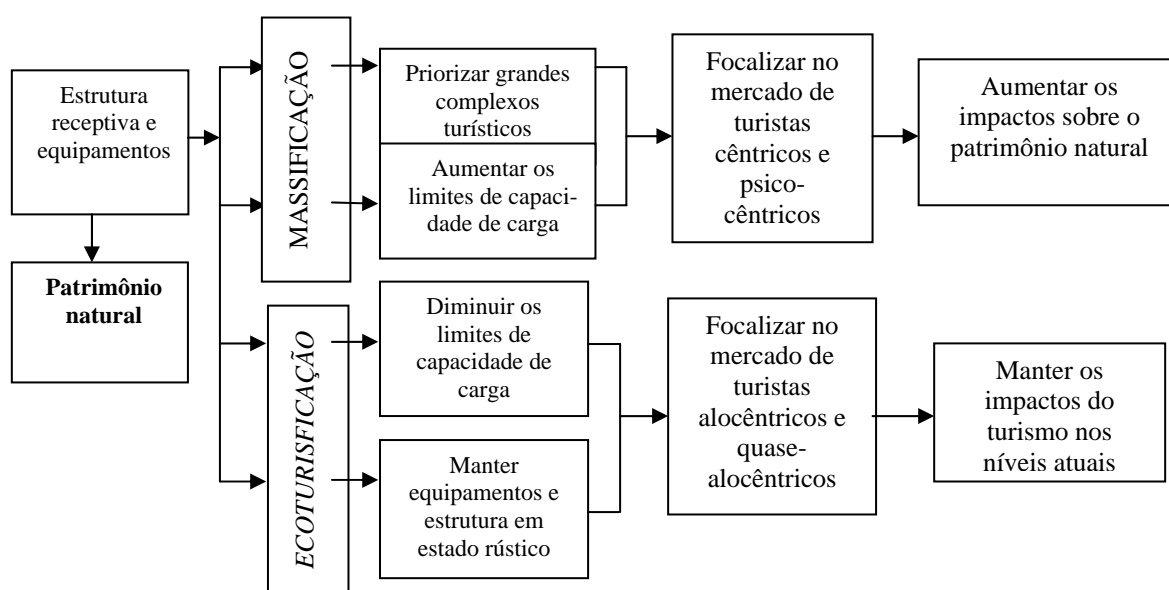 Estrutura
receptiva e
equipamentos
Patrimônio
natural
MASSIFICAÇÃO
Priorizar grandes
complexos
turísticos
Aumentar os
limites de capaci-
dade de carga
Focalizar no
mercado de
turistas
cêntricos e
psico-
cêntricos
Aumentar os
impactos sobre o
patrimônio natural
ECOTURISFICAÇÃO
Diminuir os
limites de
capacidade de
carga
Manter
equipamentos e
estrutura em
estado rústico
Focalizar no
mercado de
turistas
alocêntricos e
quase-
alocêntricos
Manter os
impactos do
turismo nos
níveis atuais